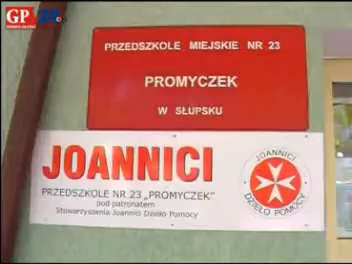 GP24
PRZEDSZKOLE MIEJSKIE NR 23
PROMYCZEK
W SŁUPSKU
JOANNICI
PRZEDSZKOLE NR 23 „PROMYCZEK"
pod patronatem
Stowarzyszenia Joannici Dzieło Pomocy
JOANNICI
DZIEŁO POMOCY